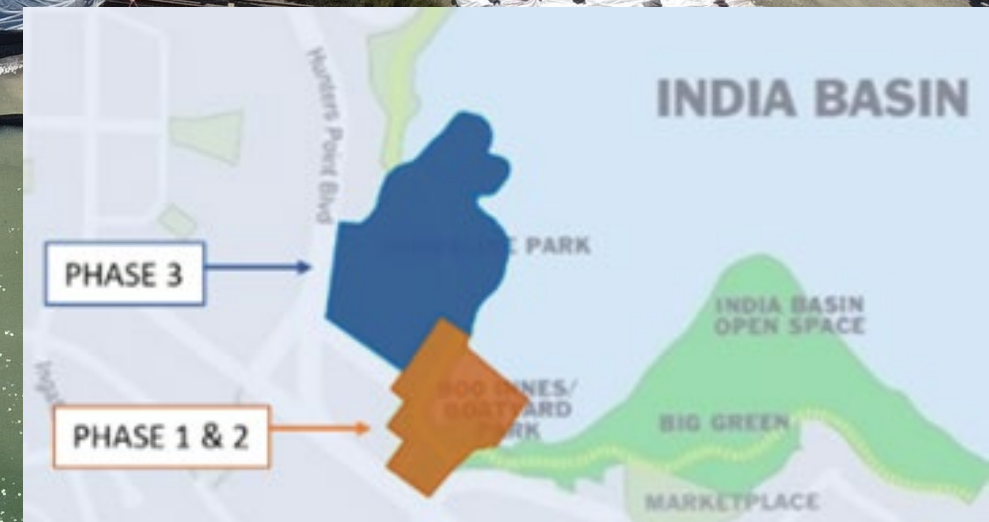 Hunters Point Blvd
INDIA BASIN
PHASE 3
PARK
INDIA BASIN
OPEN SPACE
900 INNES/
BOATYARD
PARK
BIG GREEN
PHASE 1 & 2
MARKETPLACE